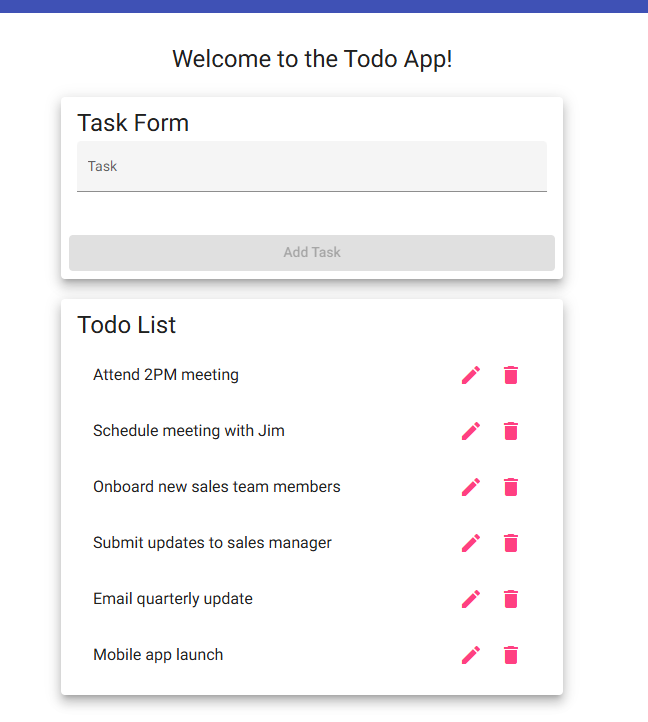 Welcome to the Todo App!
Task Form
Task
Add Task
Todo List
Attend 2PM meeting
Schedule meeting with Jim
Onboard new sales team members
Submit updates to sales manager
Email quarterly update
Mobile app launch